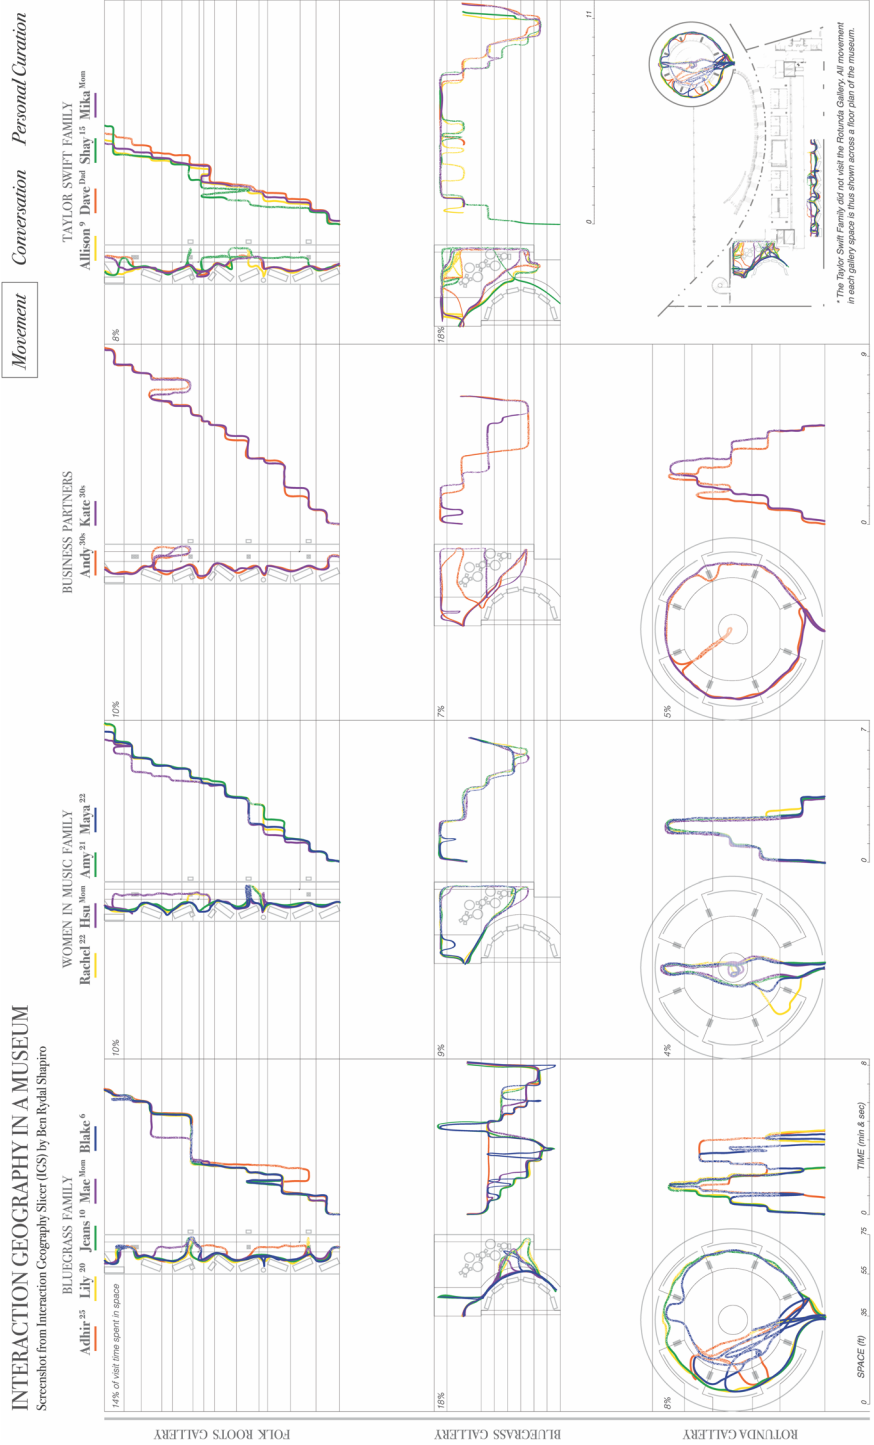 INTERACTION GEOGRAPHY IN A MUSEUM
Screenshot from Interaction Geography Slicer (IGS) by Ben Rydal Shapiro
Movement Conversation Personal Curation
BLUEGRASS FAMILY
Adhir 25 Lily 20 Jeans 10 Mae Mom Blake 6
WOMEN IN MUSIC FAMILY
Rachel 22 Hsu Mom Amy 21 Maya 22
BUSINESS PARTNERS
Andy 30s Kate 30s
TAYLOR SWIFT FAMILY
Allison 9 Dave Dad Shay 15 Mika Mom
FOLK ROOTS GALLERY
14% of visit time spent in space
10%
10%
8%
BLUEGRASS GALLERY
18%
9%
7%
18%
0 11
ROTUNDA GALLERY
8%
4%
5%
* The Taylor Swift Family did not visit the Rotunda Gallery. All movement
in each gallery space is thus shown across a floor plan of the museum.
SPACE (ft) TIME (min & sec)
0 35 55 75 0 8
0 7
0 9